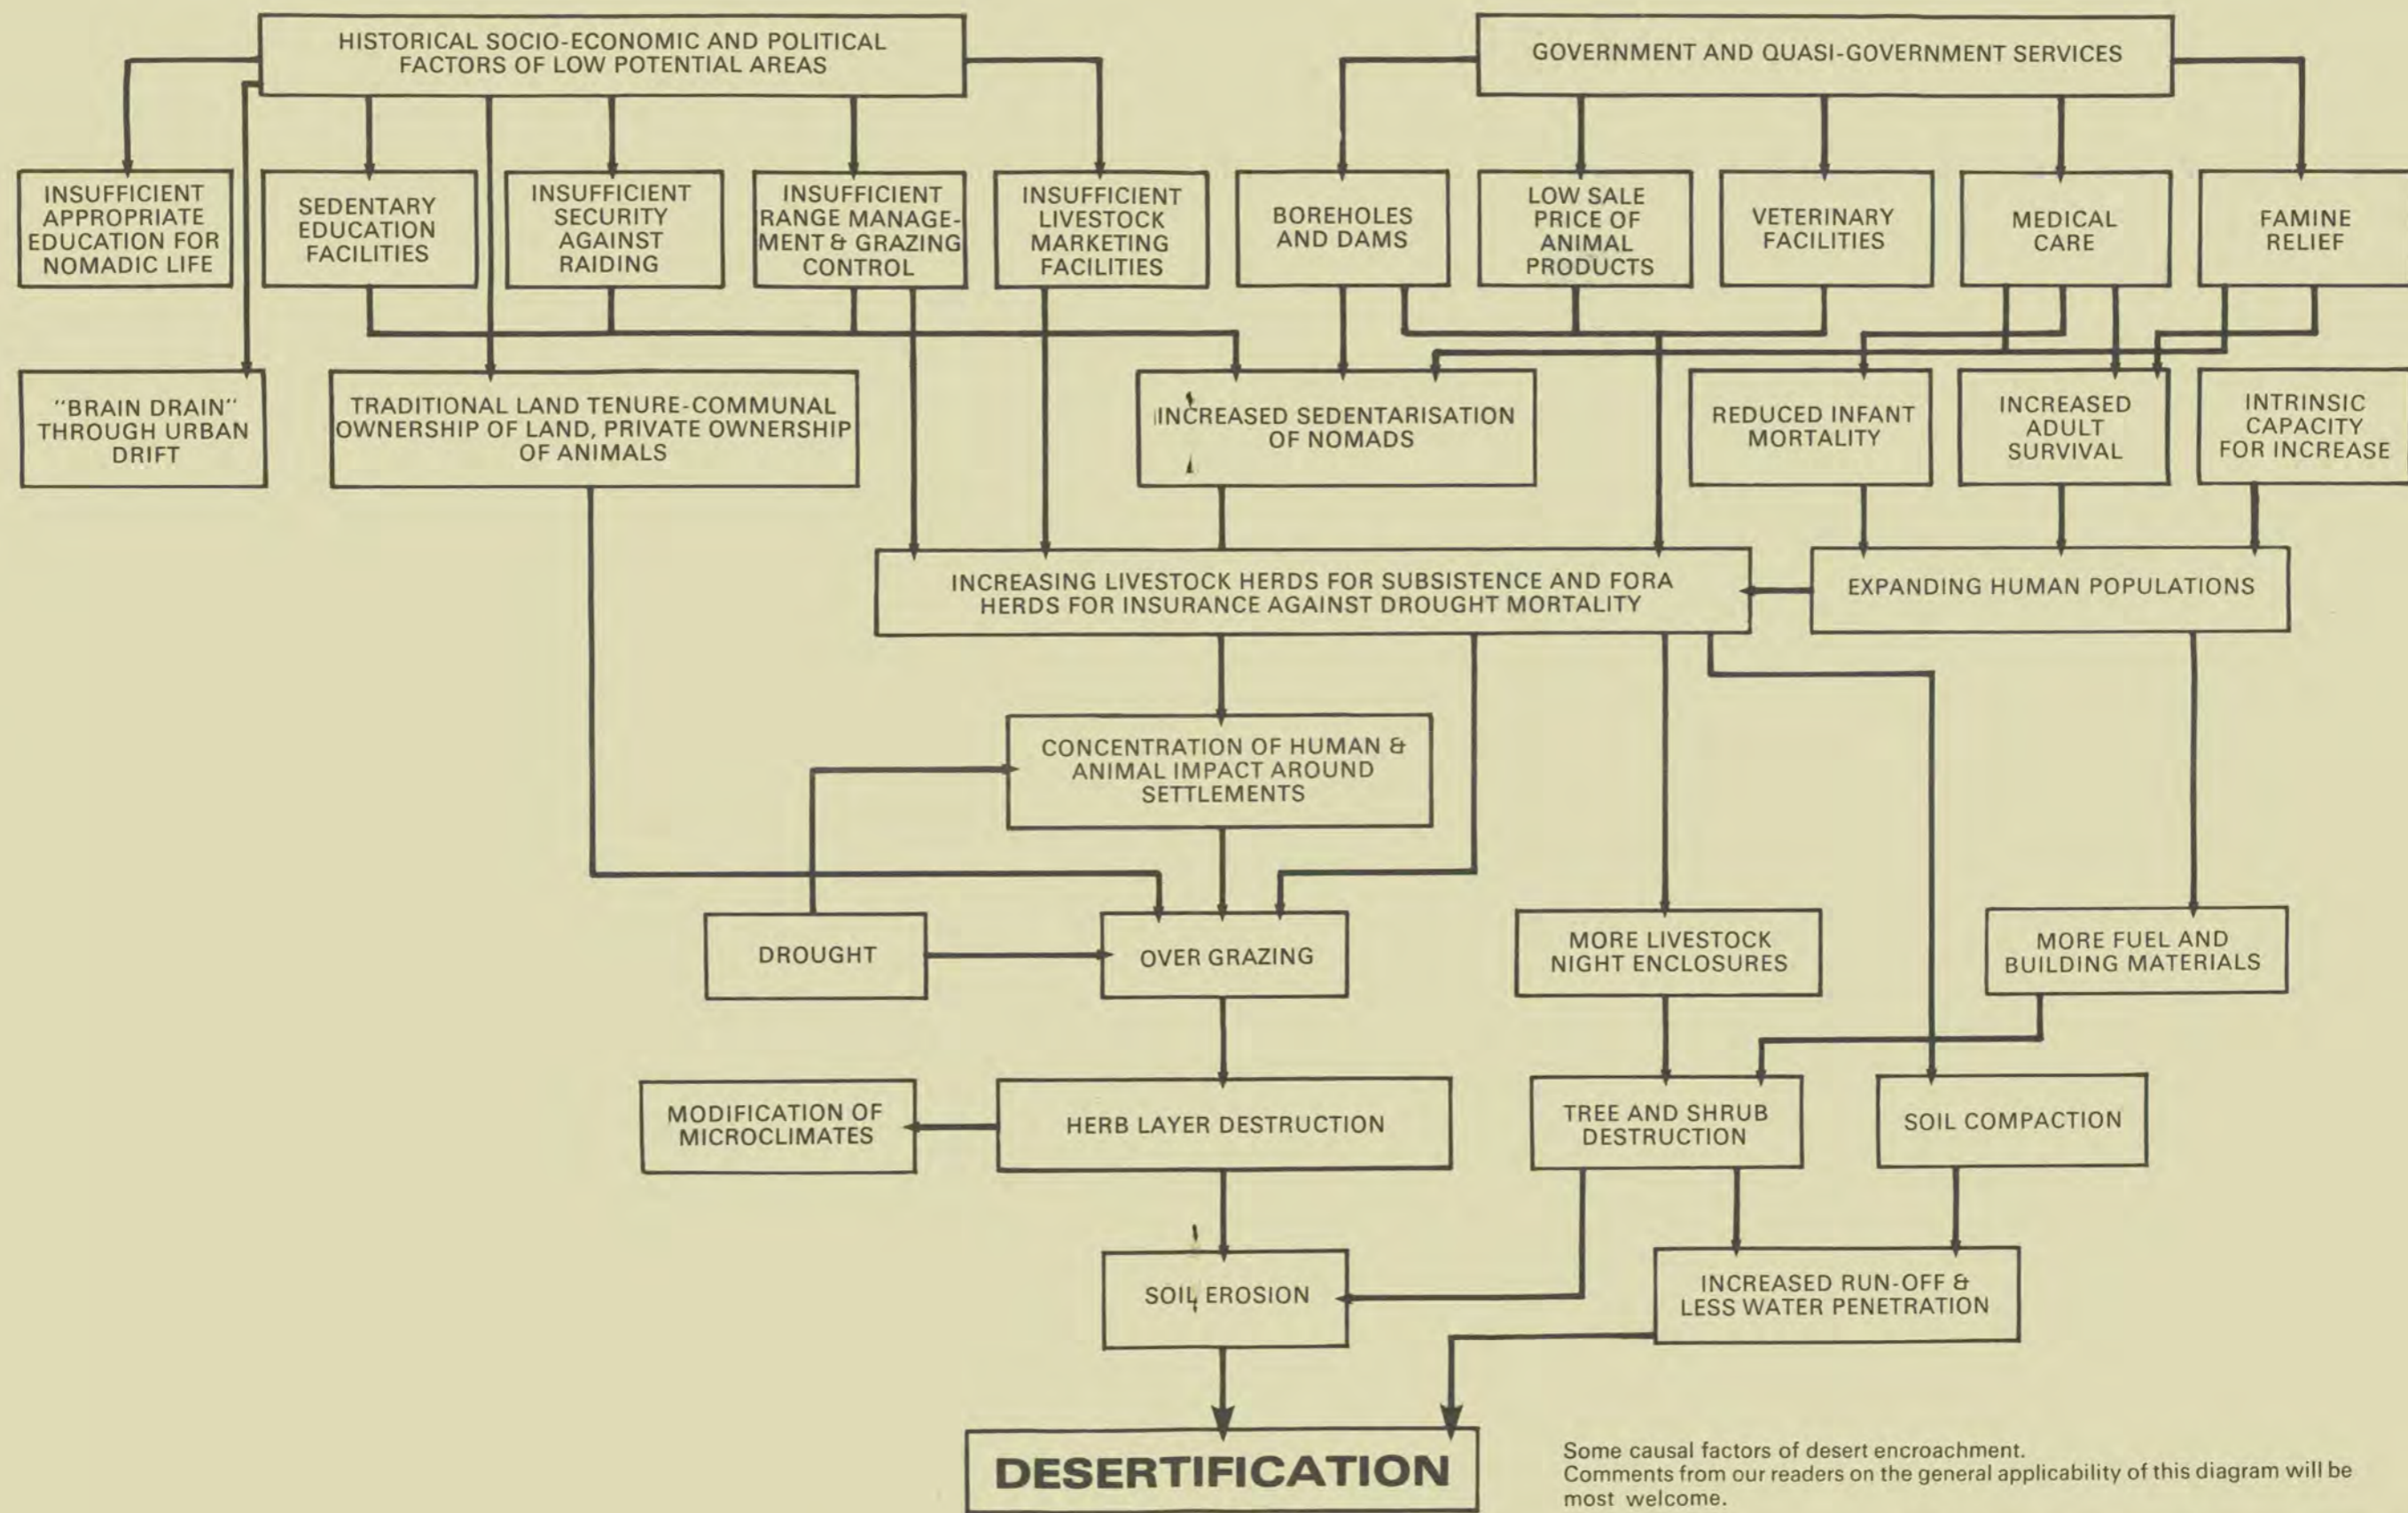 HISTORICAL SOCIO-ECONOMIC AND POLITICAL
FACTORS OF LOW POTENTIAL AREAS
GOVERNMENT AND QUASI-GOVERNMENT SERVICES
INSUFFICIENT
APPROPRIATE
EDUCATION FOR
NOMADIC LIFE
SEDENTARY
EDUCATION
FACILITIES
INSUFFICIENT
SECURITY
AGAINST
RAIDING
INSUFFICIENT
RANGE MANAGE-
MENT & GRAZING
CONTROL
INSUFFICIENT
LIVESTOCK
MARKETING
FACILITIES
BOREHOLES
AND DAMS
LOW SALE
PRICE OF
ANIMAL
PRODUCTS
VETERINARY
FACILITIES
MEDICAL
CARE
FAMINE
RELIEF
"BRAIN DRAIN"
THROUGH URBAN
DRIFT
TRADITIONAL LAND TENURE-COMMUNAL
OWNERSHIP OF LAND, PRIVATE OWNERSHIP
OF ANIMALS
INCREASED SEDENTARISATION
OF NOMADS
REDUCED INFANT
MORTALITY
INCREASED
ADULT
SURVIVAL
INTRINSIC
CAPACITY
FOR INCREASE
INCREASING LIVESTOCK HERDS FOR SUBSISTENCE AND FORA
HERDS FOR INSURANCE AGAINST DROUGHT MORTALITY
EXPANDING HUMAN POPULATIONS
CONCENTRATION OF HUMAN &
ANIMAL IMPACT AROUND
SETTLEMENTS
DROUGHT
OVER GRAZING
MORE LIVESTOCK
NIGHT ENCLOSURES
MORE FUEL AND
BUILDING MATERIALS
MODIFICATION OF
MICROCLIMATES
HERB LAYER DESTRUCTION
TREE AND SHRUB
DESTRUCTION
SOIL COMPACTION
SOIL EROSION
INCREASED RUN-OFF &
LESS WATER PENETRATION
DESERTIFICATION
Some causal factors of desert encroachment.
Comments from our readers on the general applicability of this diagram will be
most welcome.